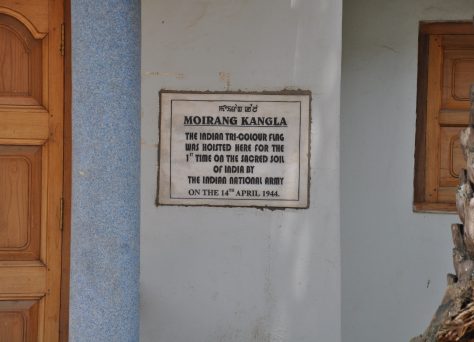 MOIRANG KANGLA
THE INDIAN TRI-COLOUR FLAG
WAS HOISTED HERE FOR THE
1ST TIME ON THE SACRED SOIL
OF INDIA BY
THE INDIAN NATIONAL ARMY
ON THE 14TH APRIL 1944.